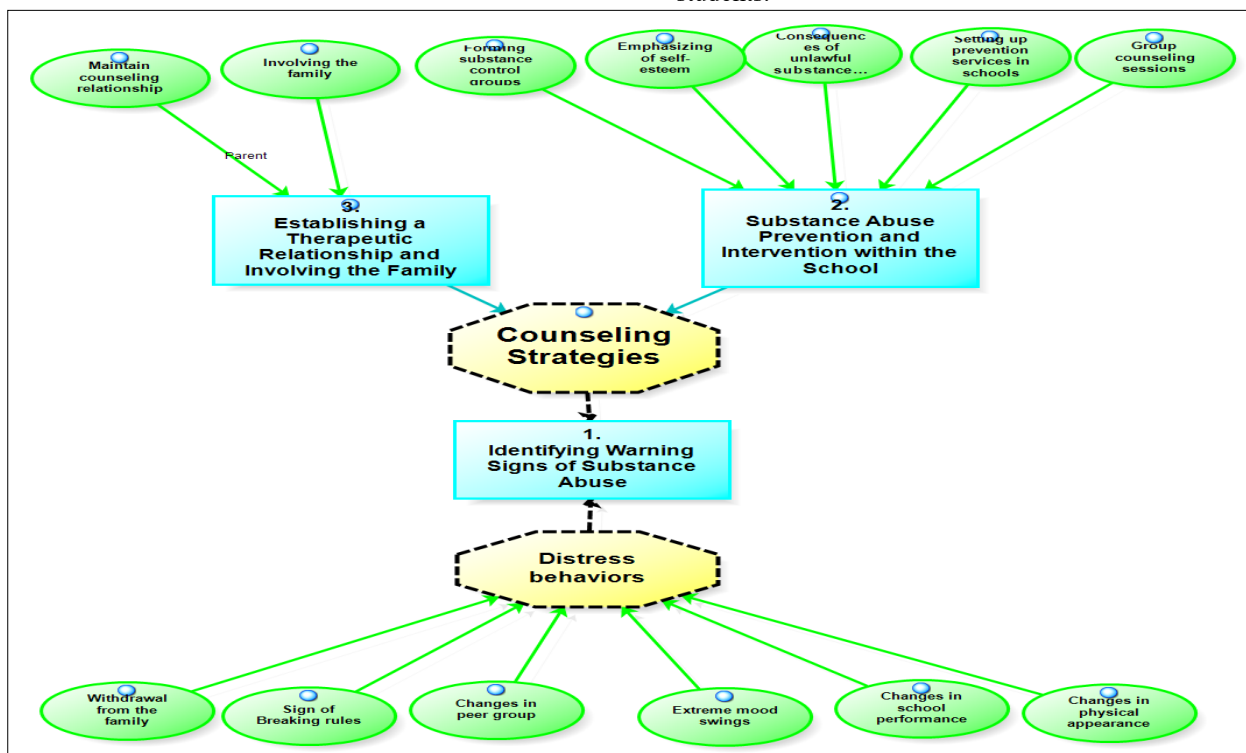 Maintain
counseling
relationship
Involving the
family
Forming
substance
control
groups
Emphasizing
of self-
esteem
Consequenc
es of
unlawful
substance...
Setting up
prevention
services in
schools
Group
counseling
sessions
Parent
3.
Establishing a
Therapeutic
Relationship and
Involving the Family
2.
Substance Abuse
Prevention and
Intervention within the
School
Counseling
Strategies
1.
Identifying Warning
Signs of Substance
Abuse
Distress
behaviors
Withdrawal
from the
family
Sign of
Breaking rules
Changes in
peer group
Extreme mood
swings
Changes in
school
performance
Changes in
physical
appearance